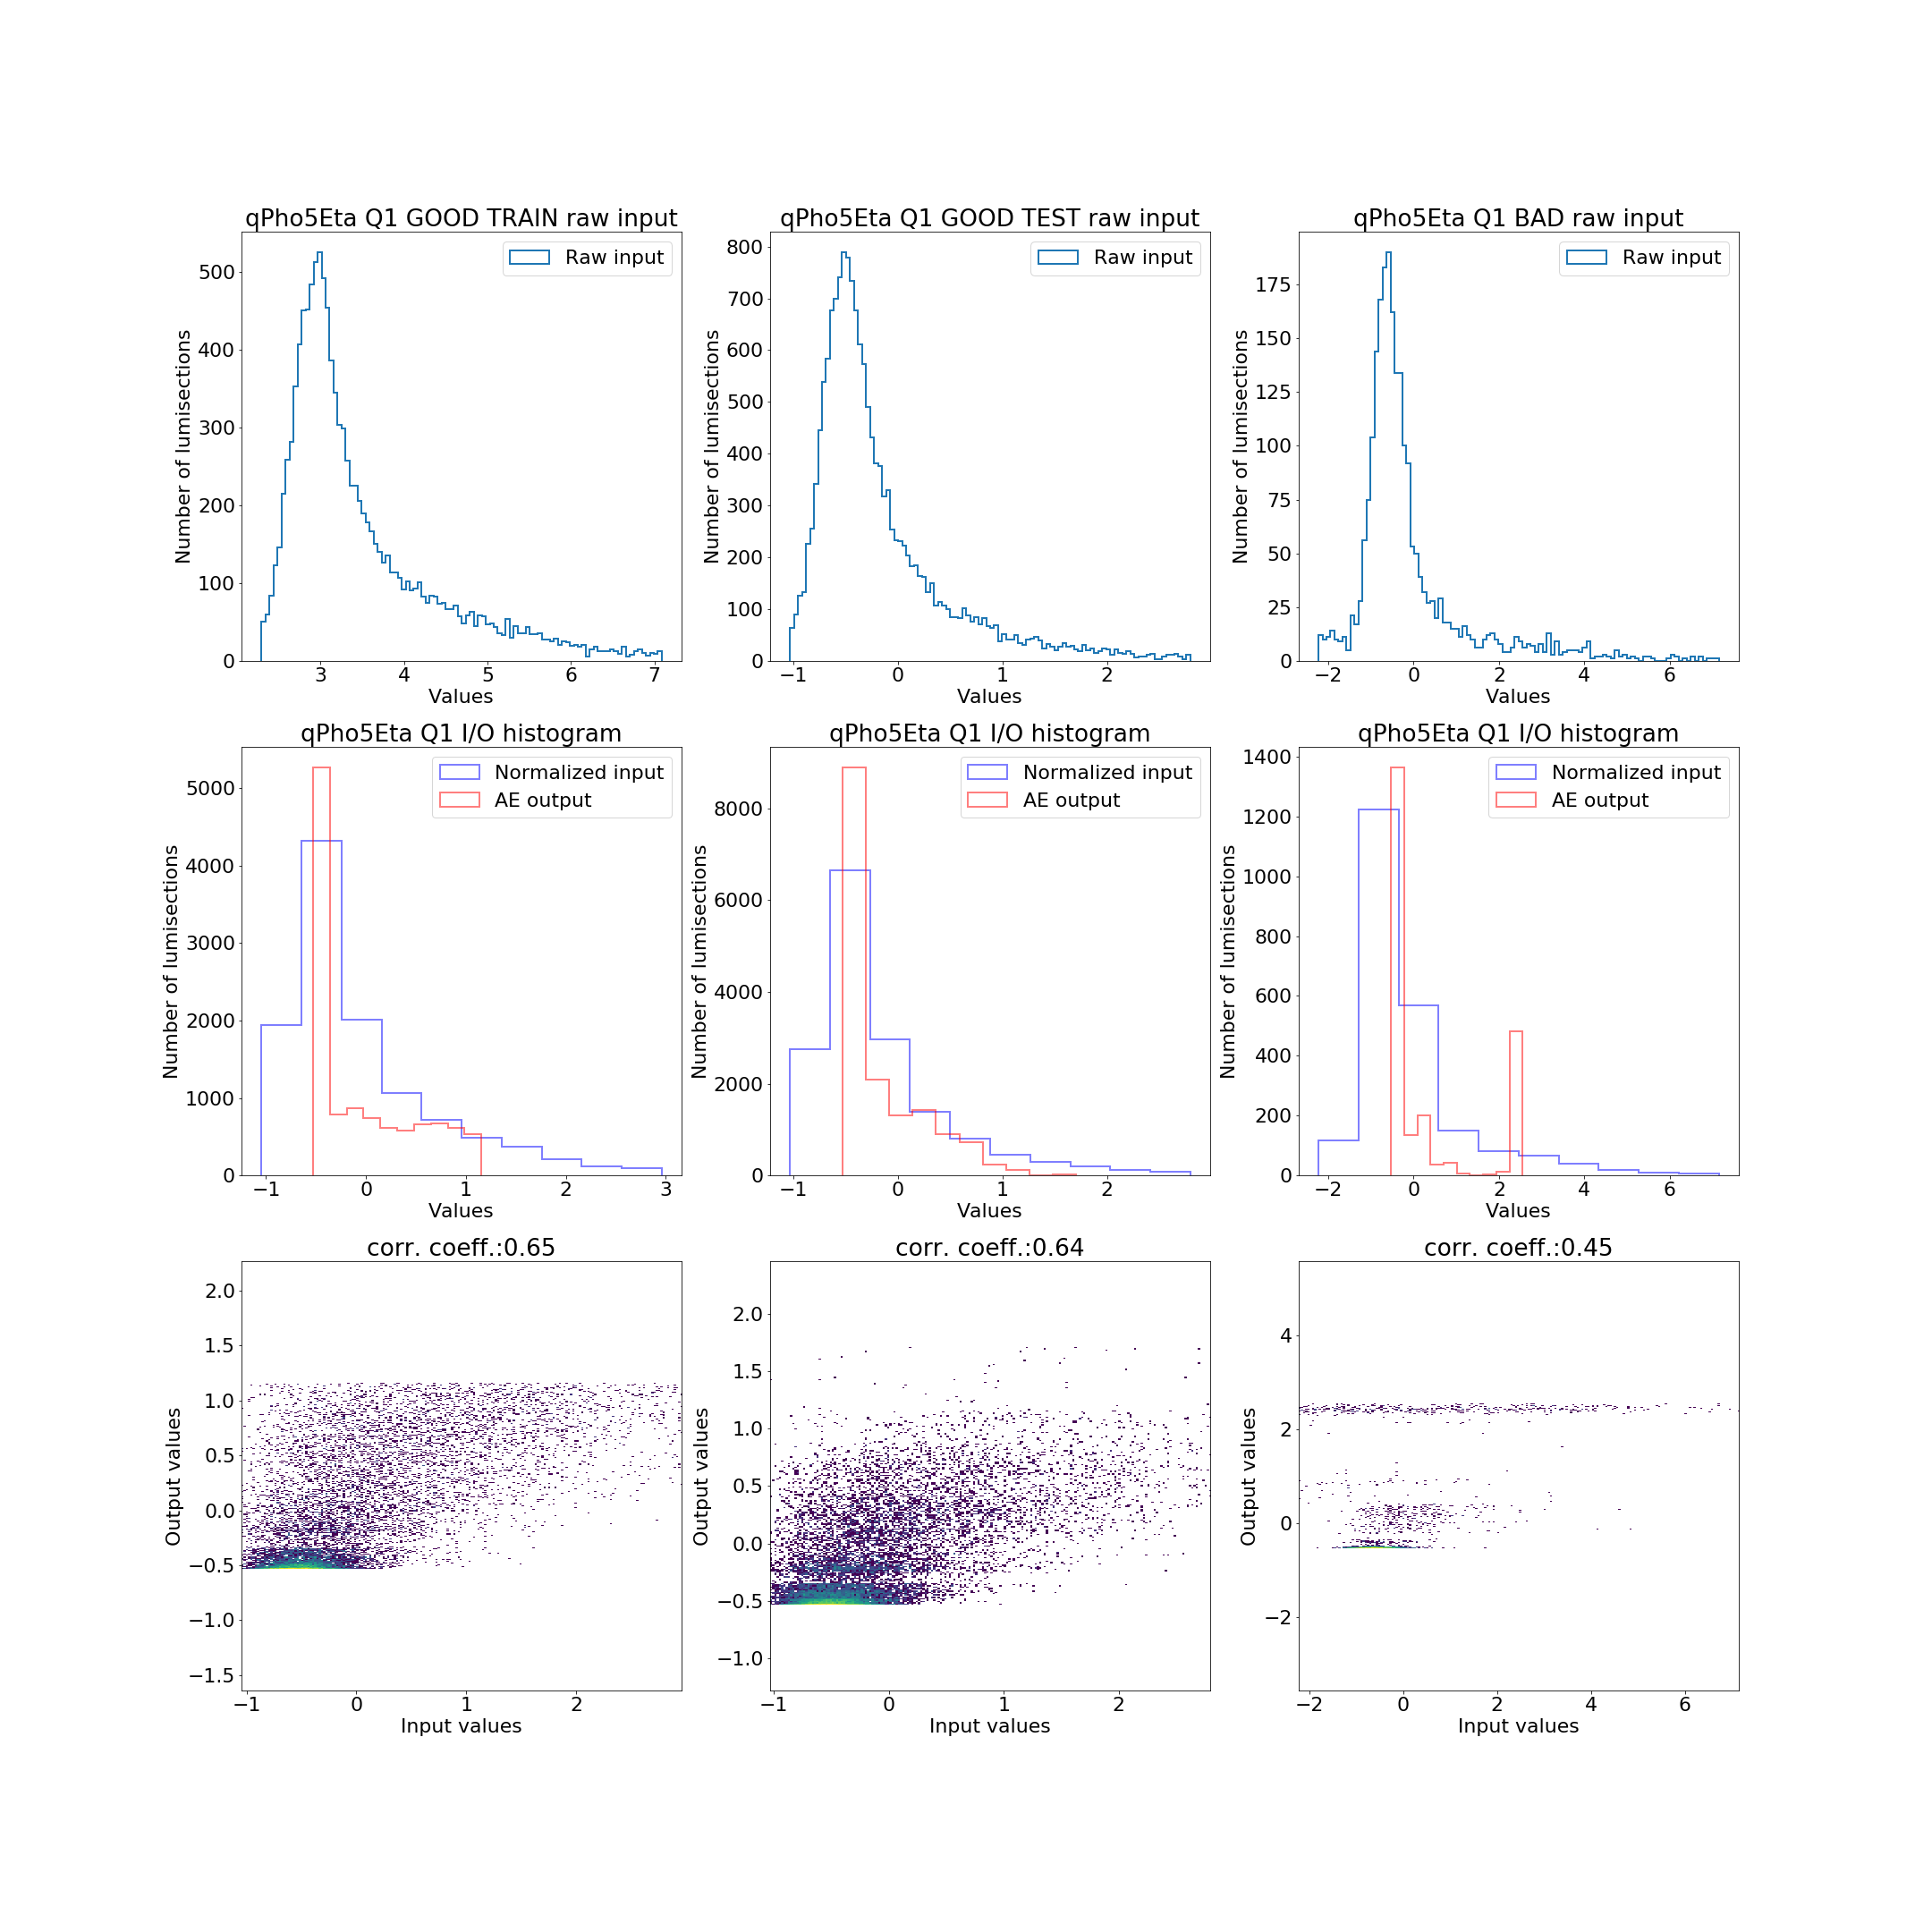 qPho5Eta Q1 GOOD TRAIN raw input
Raw input
Number of lumisections
500
400
300
200
100
0
3 4 5 6 7
Values
qPho5Eta Q1 GOOD TEST raw input
Raw input
Number of lumisections
800
700
600
500
400
300
200
100
0
−1 0 1 2
Values
qPho5Eta Q1 BAD raw input
Raw input
Number of lumisections
175
150
125
100
75
50
25
0
−2 0 2 4 6
Values
qPho5Eta Q1 I/O histogram
Normalized input
AE output
Number of lumisections
5000
4000
3000
2000
1000
0
−1 0 1 2 3
Values
qPho5Eta Q1 I/O histogram
Normalized input
AE output
Number of lumisections
8000
6000
4000
2000
0
−1 0 1 2
Values
qPho5Eta Q1 I/O histogram
Normalized input
AE output
Number of lumisections
1400
1200
1000
800
600
400
200
0
−2 0 2 4 6
Values
corr. coeff.:0.65
Output values
2.0
1.5
1.0
0.5
0.0
−0.5
−1.0
−1.5
−1 0 1 2
Input values
corr. coeff.:0.64
Output values
2.0
1.5
1.0
0.5
0.0
−0.5
−1.0
−1 0 1 2
Input values
corr. coeff.:0.45
Output values
4
2
0
−2
−2 0 2 4 6
Input values